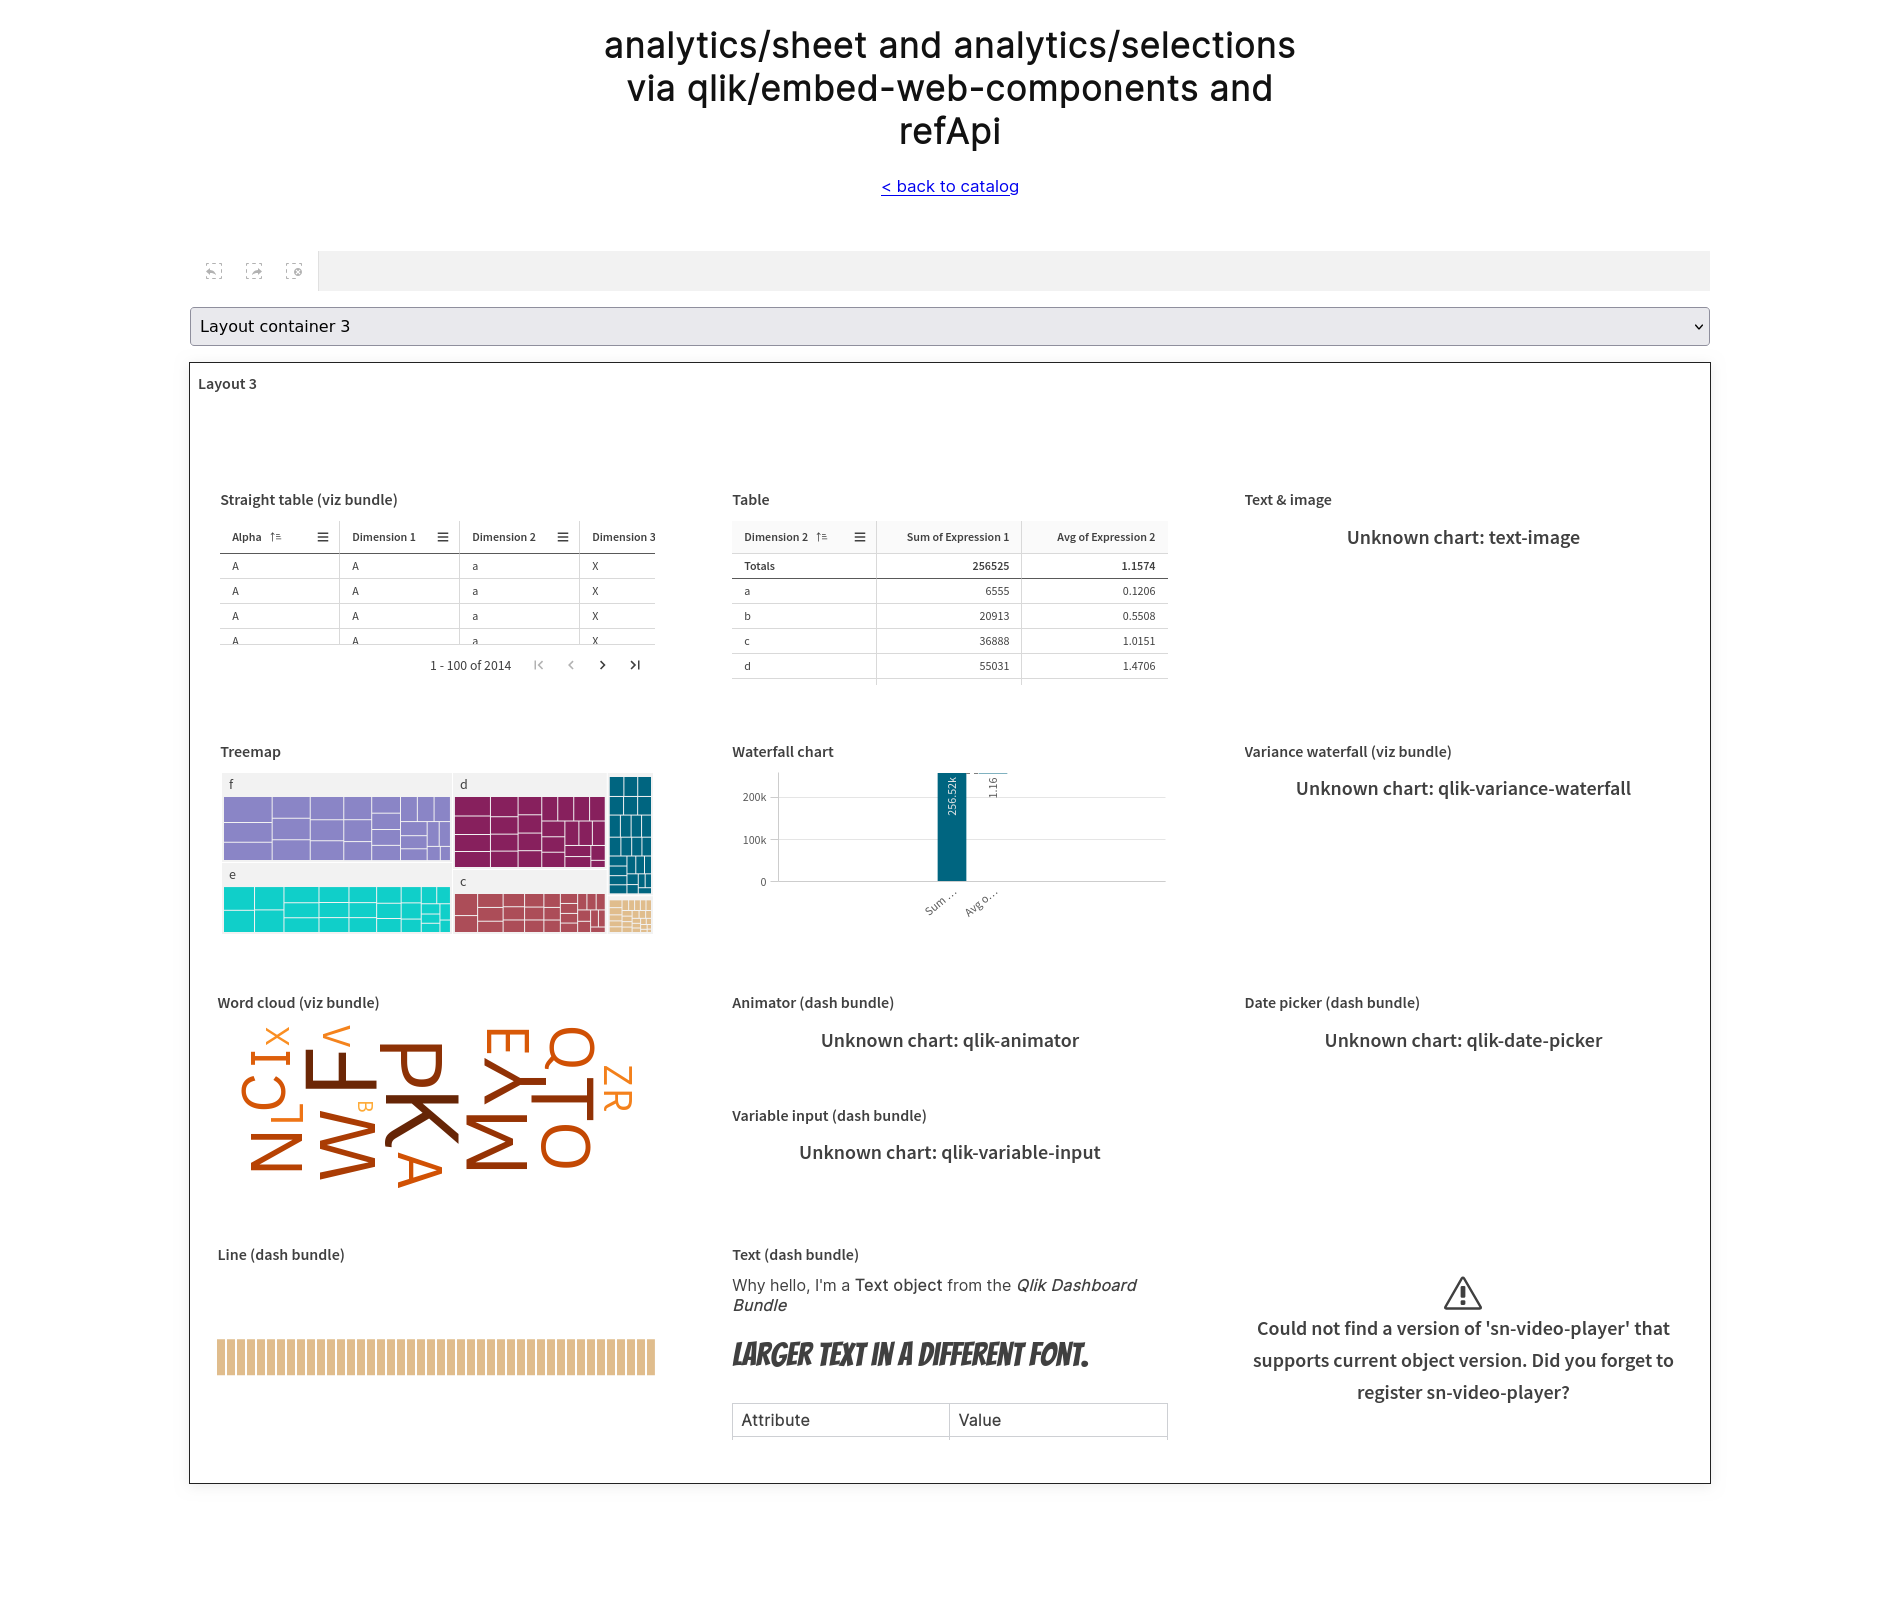 analytics/sheet and analytics/selections
via qlik/embed-web-components and
refApi
< back to catalog
Layout container 3
Layout 3
Straight table (viz bundle)
Alpha Dimension 1 Dimension 2 Dimension 3
A A a X
A A a X
A A a X
A A a X
1 - 100 of 2014
Table
Dimension 2 Sum of Expression 1 Avg of Expression 2
Totals 256525 1.1574
a 6555 0.1206
b 20913 0.5508
c 36888 1.0151
d 55031 1.4706
Text & image
Unknown chart: text-image
Treemap
f
d
e
c
Waterfall chart
200k
100k
0
256.52k
1.16
Sum ...
Avg o...
Variance waterfall (viz bundle)
Unknown chart: qlik-variance-waterfall
Word cloud (viz bundle)
X
V
I
F
P
E
Q
C
K
Y
T
Z
R
L
B
N
W
A
M
O
Animator (dash bundle)
Unknown chart: qlik-animator
Date picker (dash bundle)
Unknown chart: qlik-date-picker
Variable input (dash bundle)
Unknown chart: qlik-variable-input
Line (dash bundle)
Text (dash bundle)
Why hello, I'm a Text object from the Qlik Dashboard
Bundle
LARGER TEXT IN A DIFFERENT FONT.
Attribute Value
Could not find a version of 'sn-video-player' that
supports current object version. Did you forget to
register sn-video-player?